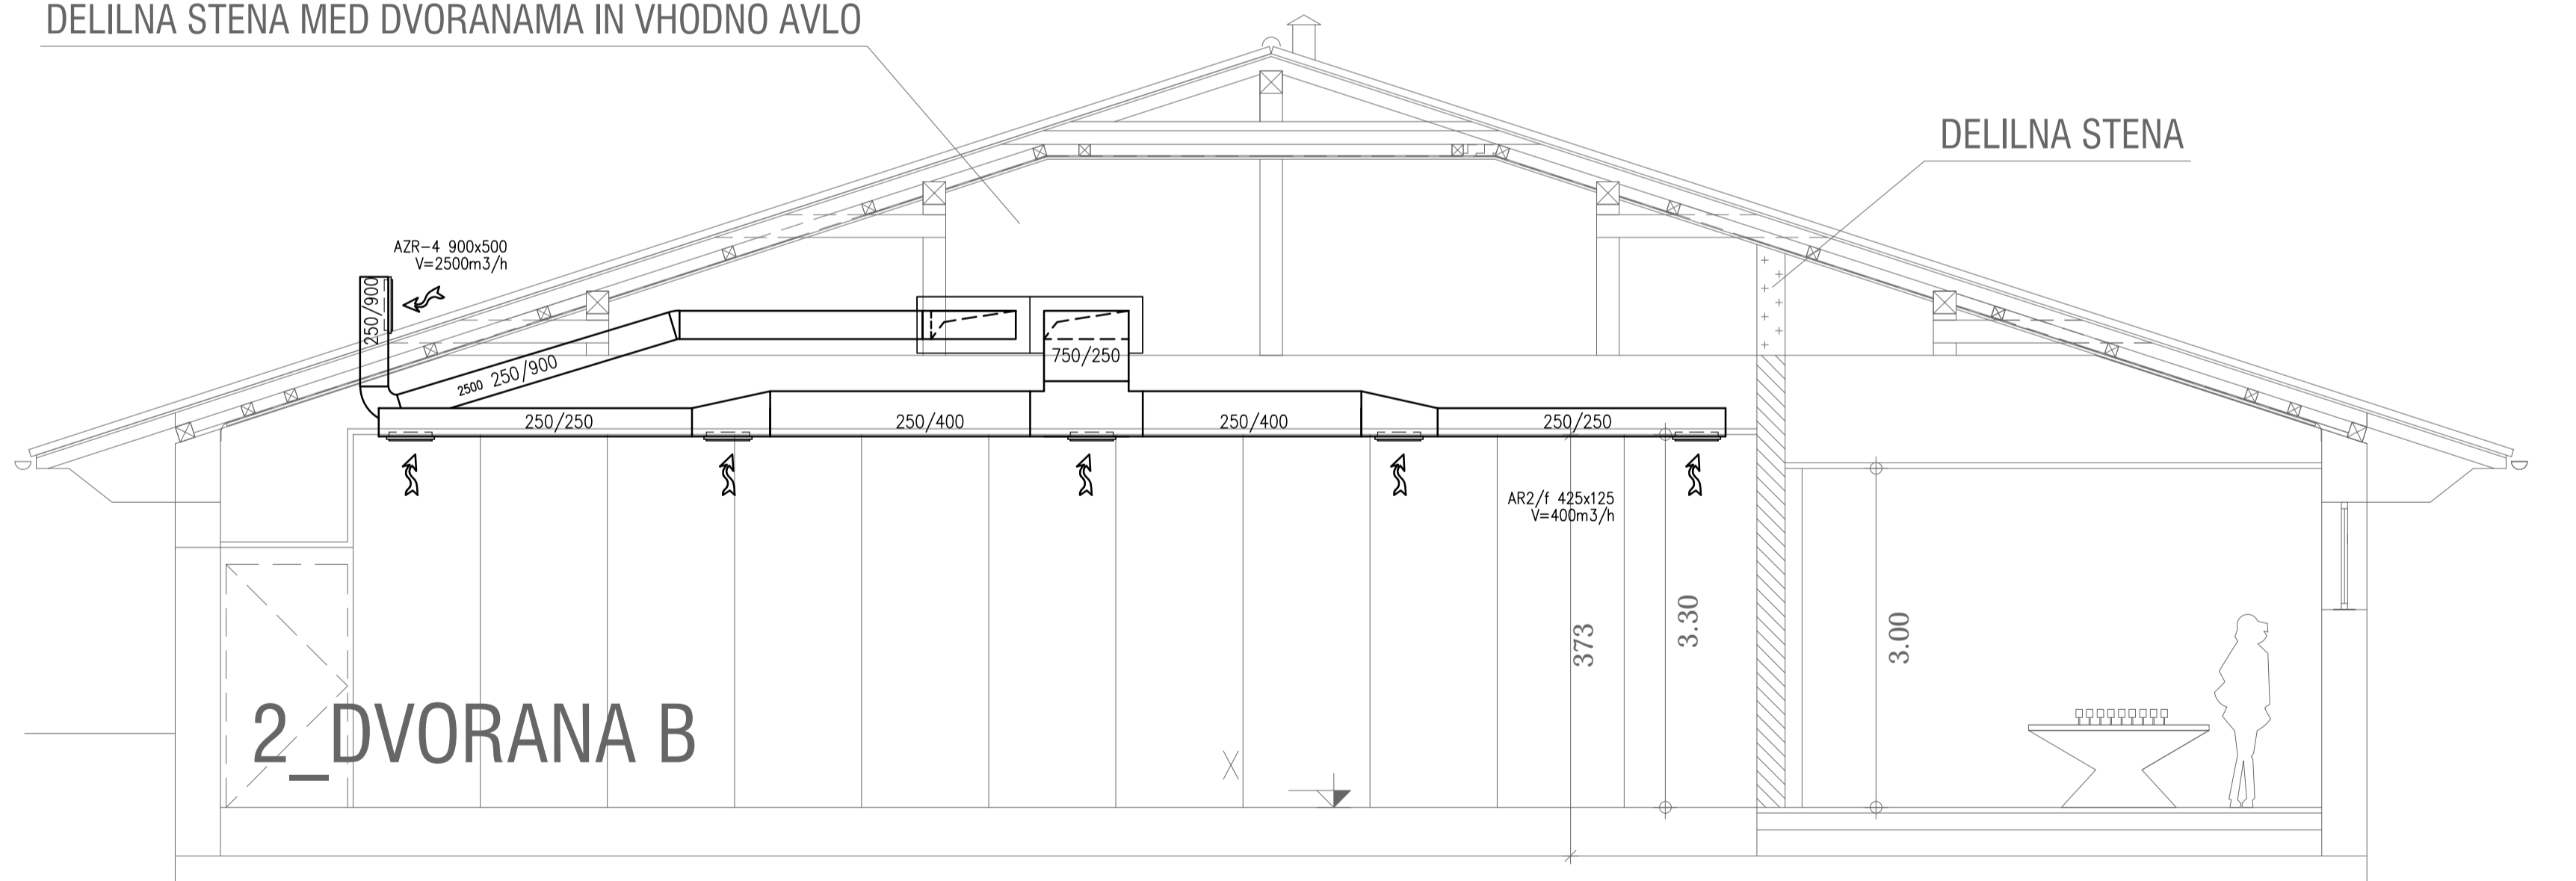 DELILNA STENA MED DVORANAMA IN VHODNO AVLO
DELILNA STENA
AZR-4 900x500
V=2500m3/h
250/900
2500 250/900
750/250
250/250
250/400
250/400
250/250
AR2/f 425x125
V=400m3/h
373
3.30
3.00
2_DVORANA B